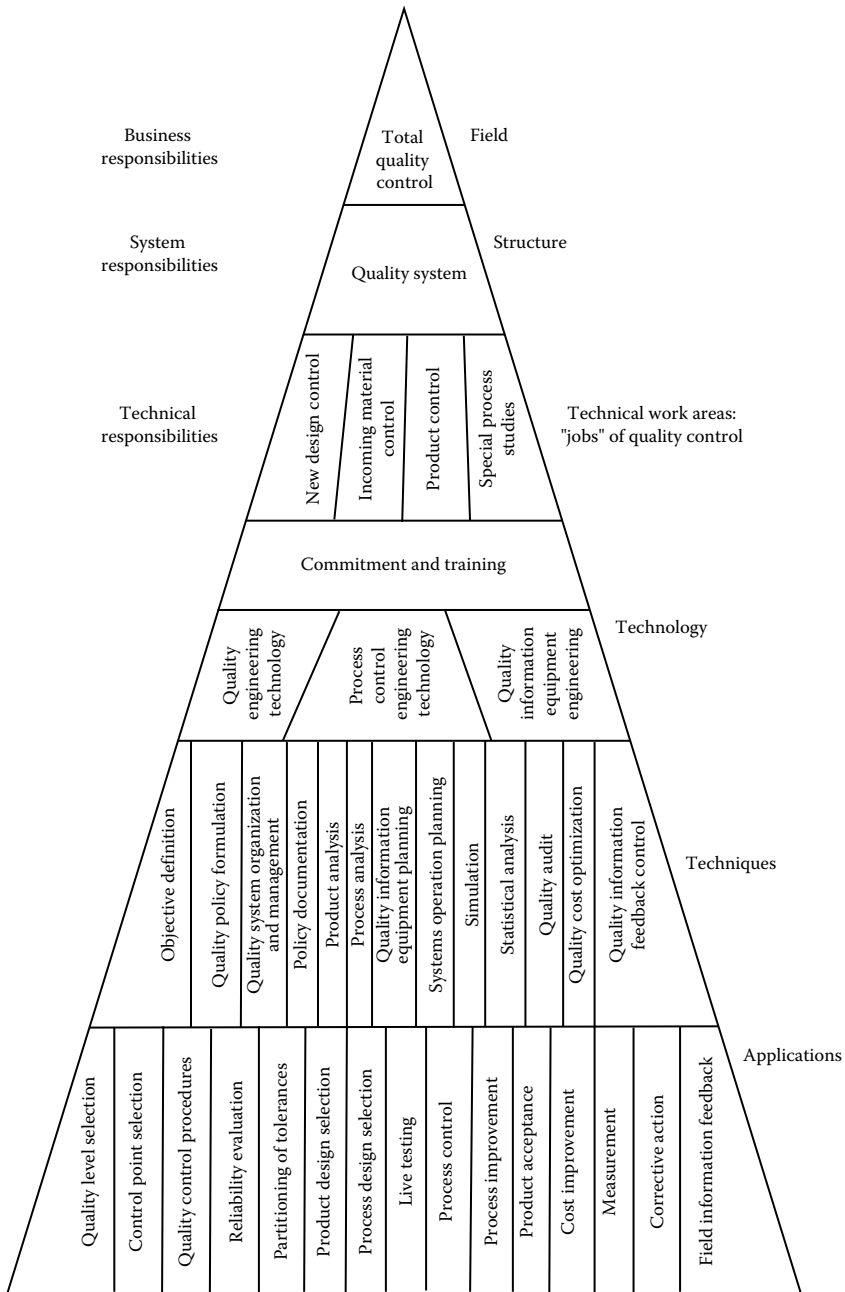 Business
responsibilities
Total
quality
control
Field
System
responsibilities
Quality system
Structure
Technical
responsibilities
New design control
Incoming material
control
Product control
Special process
studies
Technical work areas:
"jobs" of quality control
Commitment and training
Technology
Quality
engineering
technology
Process
control
engineering
technology
Quality
information
equipment
engineering
Objective definition
Quality policy formulation
Quality system organization
and management
Policy documentation
Product analysis
Process analysis
Quality information
equipment planning
Systems operation planning
Simulation
Statistical analysis
Quality audit
Quality cost optimization
Quality information
feedback control
Techniques
Quality level selection
Control point selection
Quality control procedures
Reliability evaluation
Partitioning of tolerances
Product design selection
Process design selection
Live testing
Process control
Process improvement
Product acceptance
Cost improvement
Measurement
Corrective action
Field information feedback
Applications